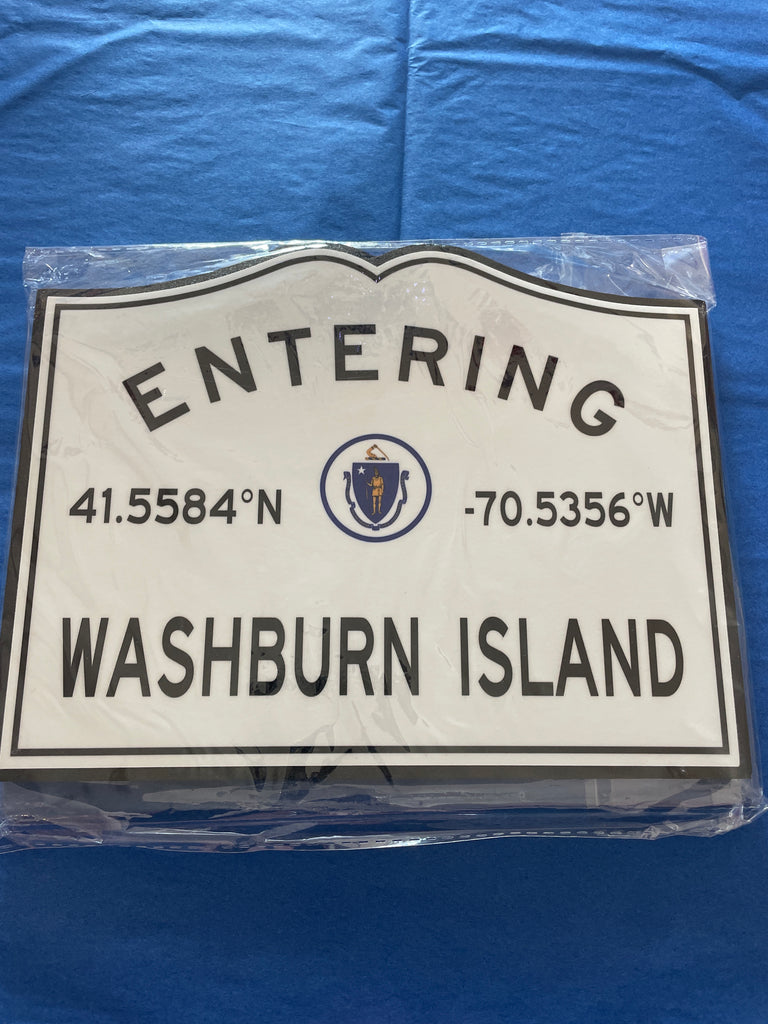 ENTERING
41.5584°N -70.5356°W
WASHBURN ISLAND